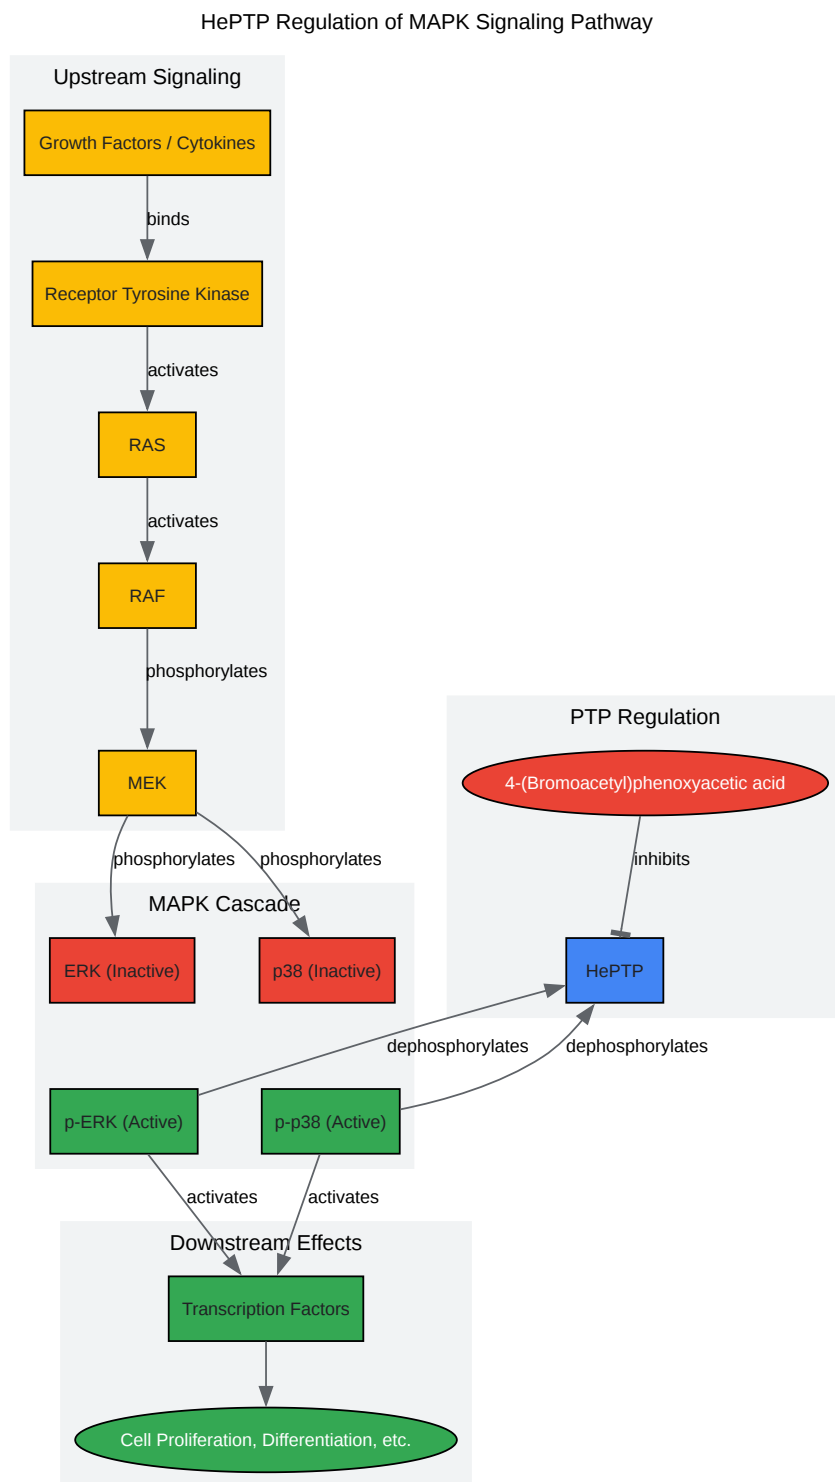 HePTP Regulation of MAPK Signaling Pathway
Upstream Signaling
Growth Factors / Cytokines
binds
Receptor Tyrosine Kinase
activates
RAS
activates
RAF
phosphorylates
MEK
PTP Regulation
4-(Bromoacetyl)phenoxyacetic acid
inhibits
HePTP
phosphorylates
phosphorylates
MAPK Cascade
ERK (Inactive)
p38 (Inactive)
dephosphorylates
dephosphorylates
p-ERK (Active)
p-p38 (Active)
activates
activates
Downstream Effects
Transcription Factors
Cell Proliferation, Differentiation, etc.